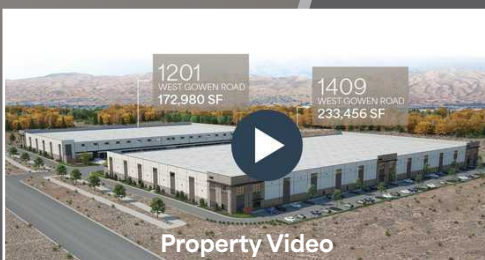 1201
WEST GOWEN ROAD
172,980 SF
1409
WEST GOWEN ROAD
233,456 SF
Property Video